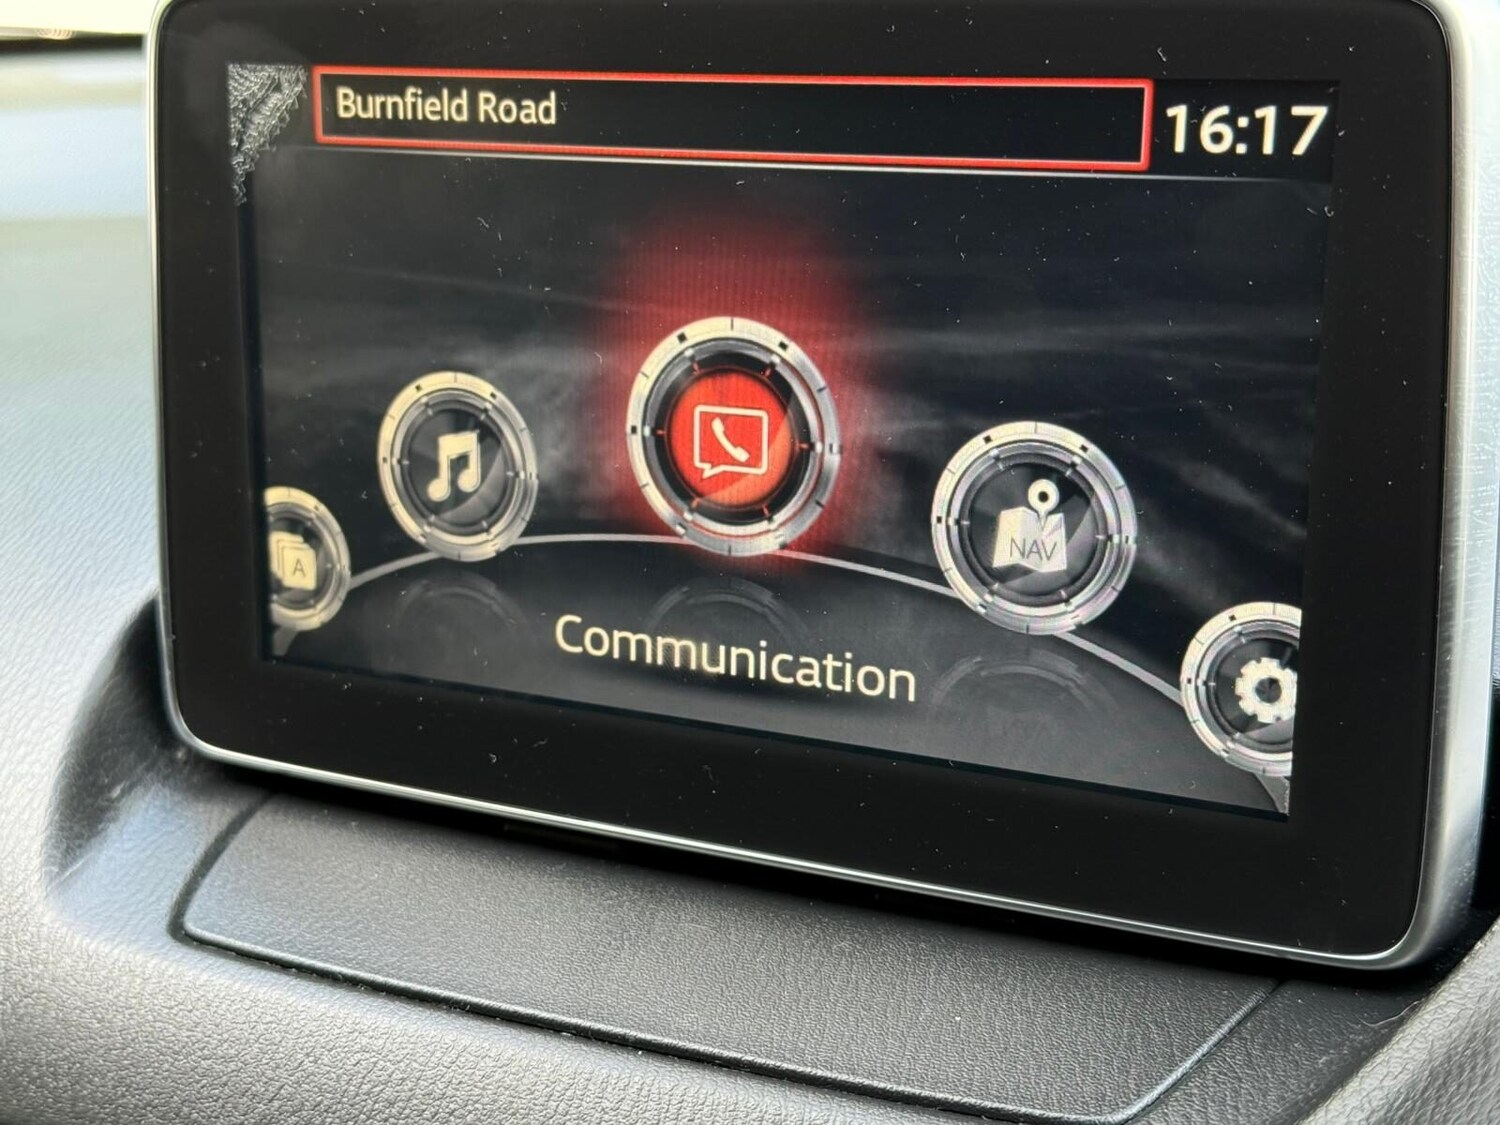 Burnfield Road
16:17
A
NAV
Communication